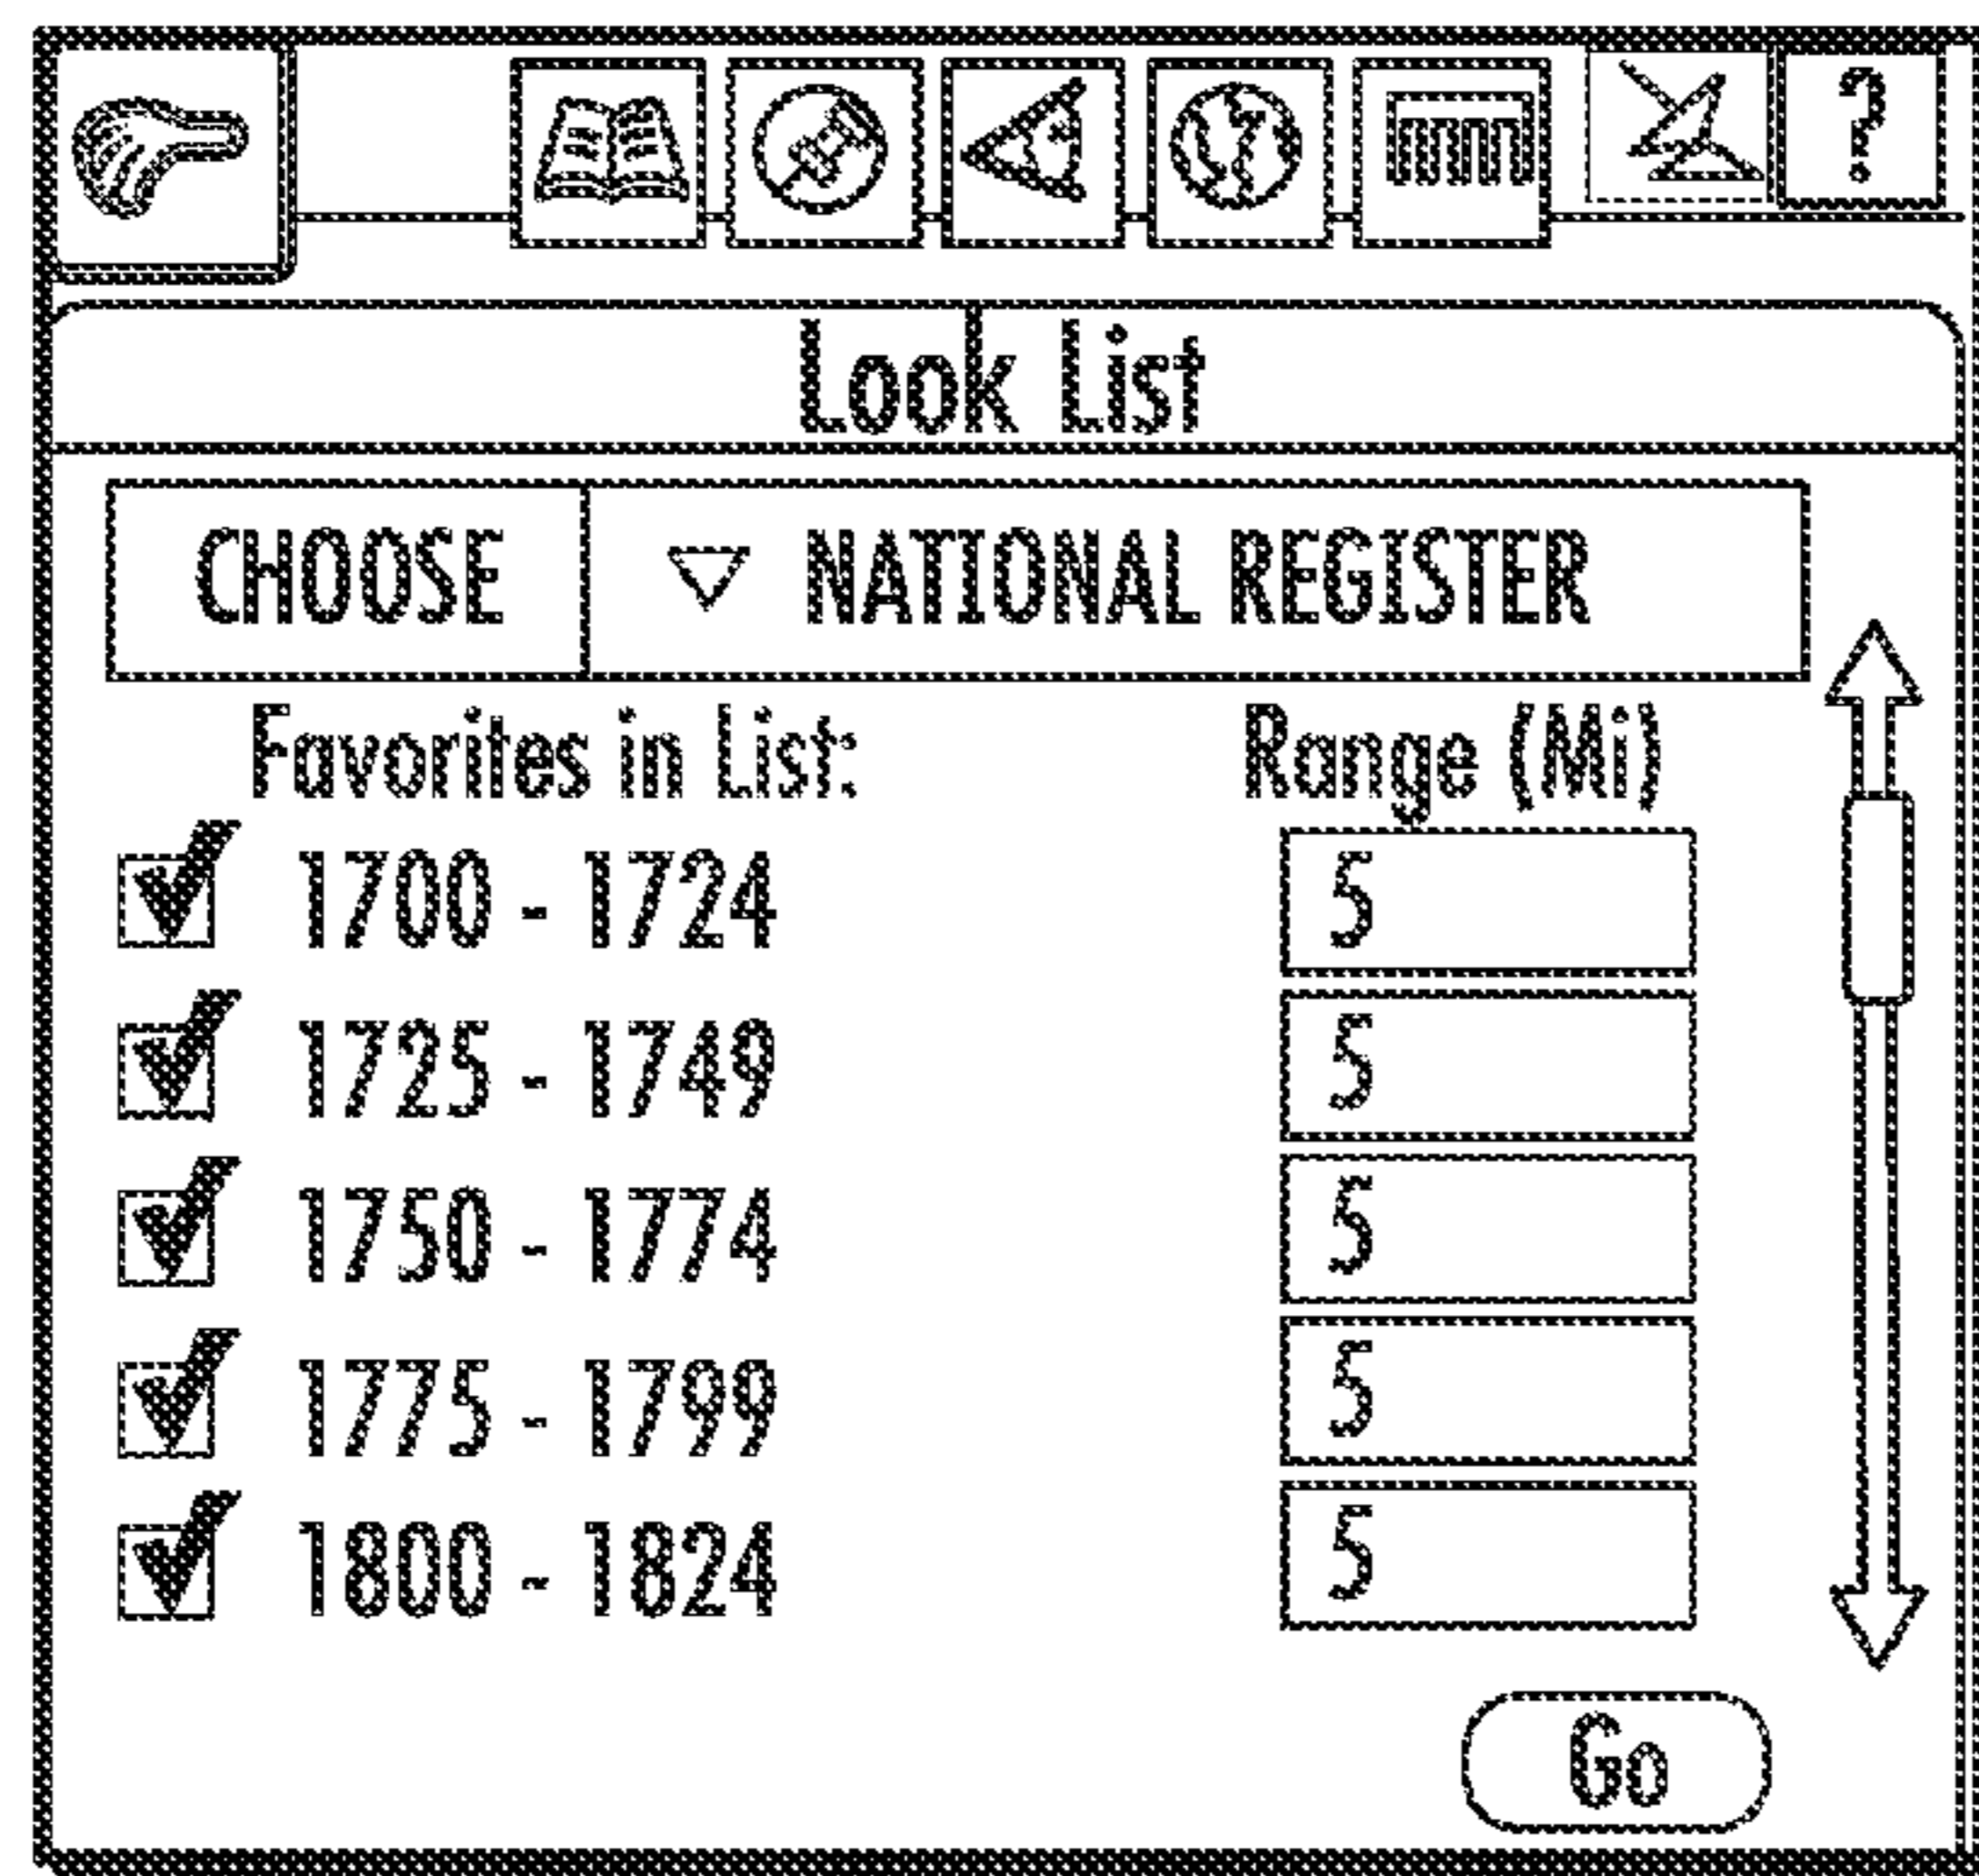 ?
Look List
CHOOSE ▽ NATIONAL REGISTER
Favorites in List: Range (Mi)
1700 - 1724 5
1725 - 1749 5
1750 - 1774 5
1775 - 1799 5
1800 - 1824 5
Go